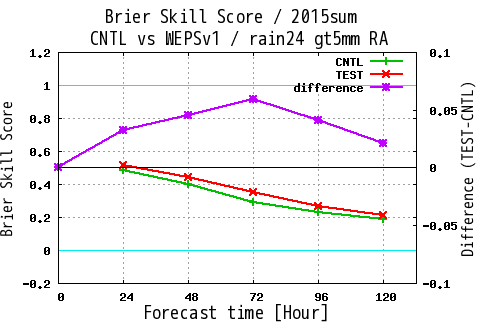 Brier Skill Score / 2015sum
CNTL vs WEPSv1 / rain24 gt5mm RA
CNTL
TEST
difference
Brier Skill Score
1.2
1
0.8
0.6
0.4
0.2
0
-0.2
0.1
0.05
0
-0.05
-0.1
Difference (TEST-CNTL)
0 24 48 72 96 120
Forecast time [Hour]